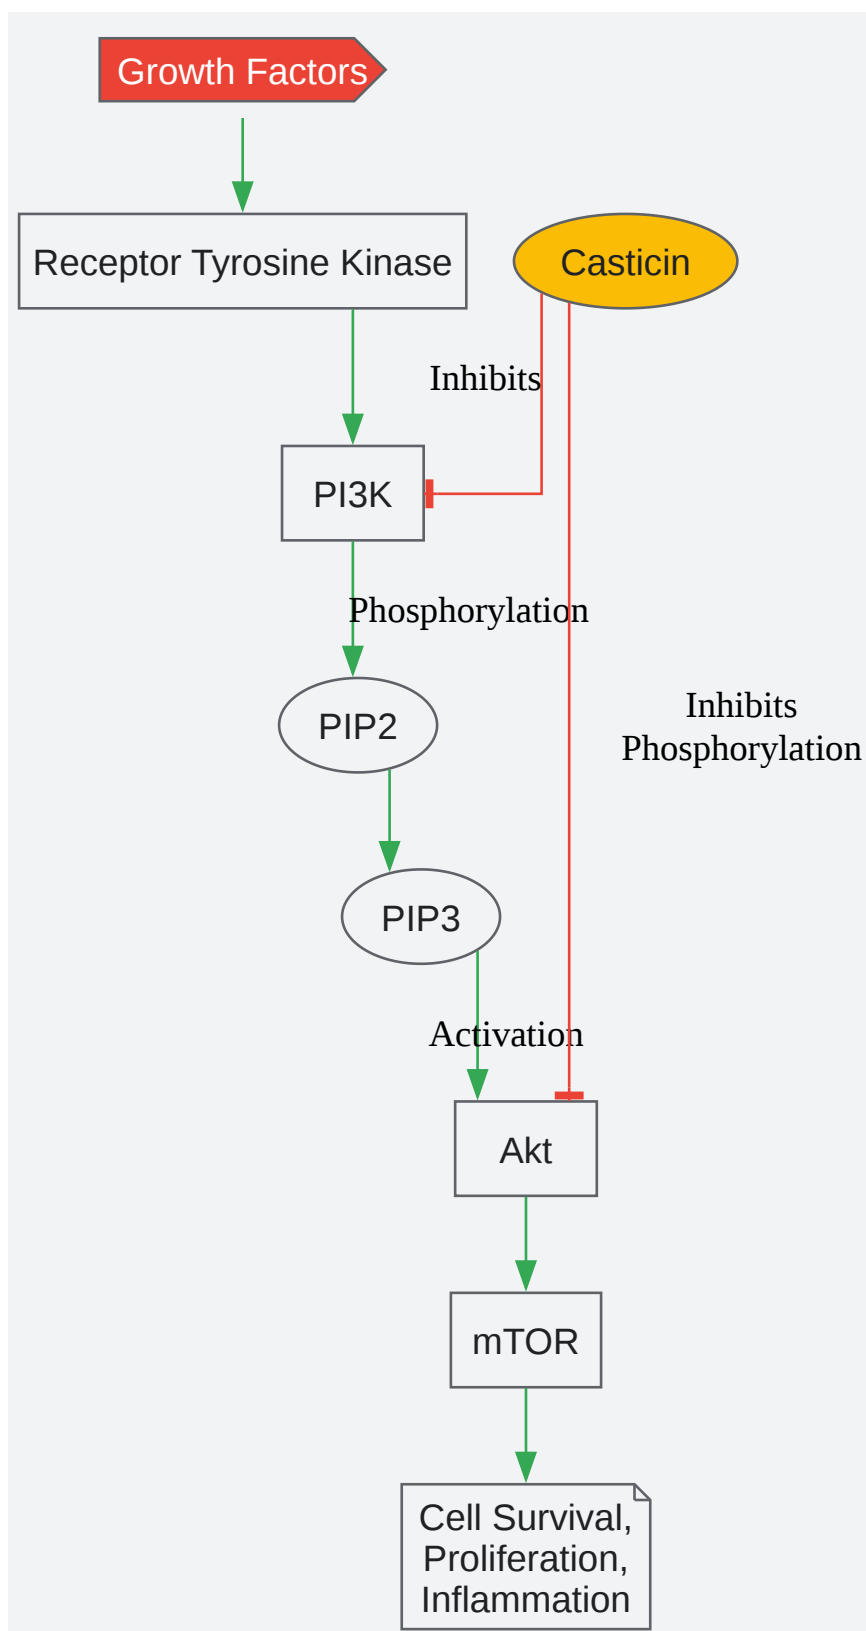 Growth Factors
Receptor Tyrosine Kinase
Casticin
Inhibits
PI3K
Phosphorylation
PIP2
Inhibits
Phosphorylation
PIP3
Activation
Akt
mTOR
Cell Survival,
Proliferation,
Inflammation